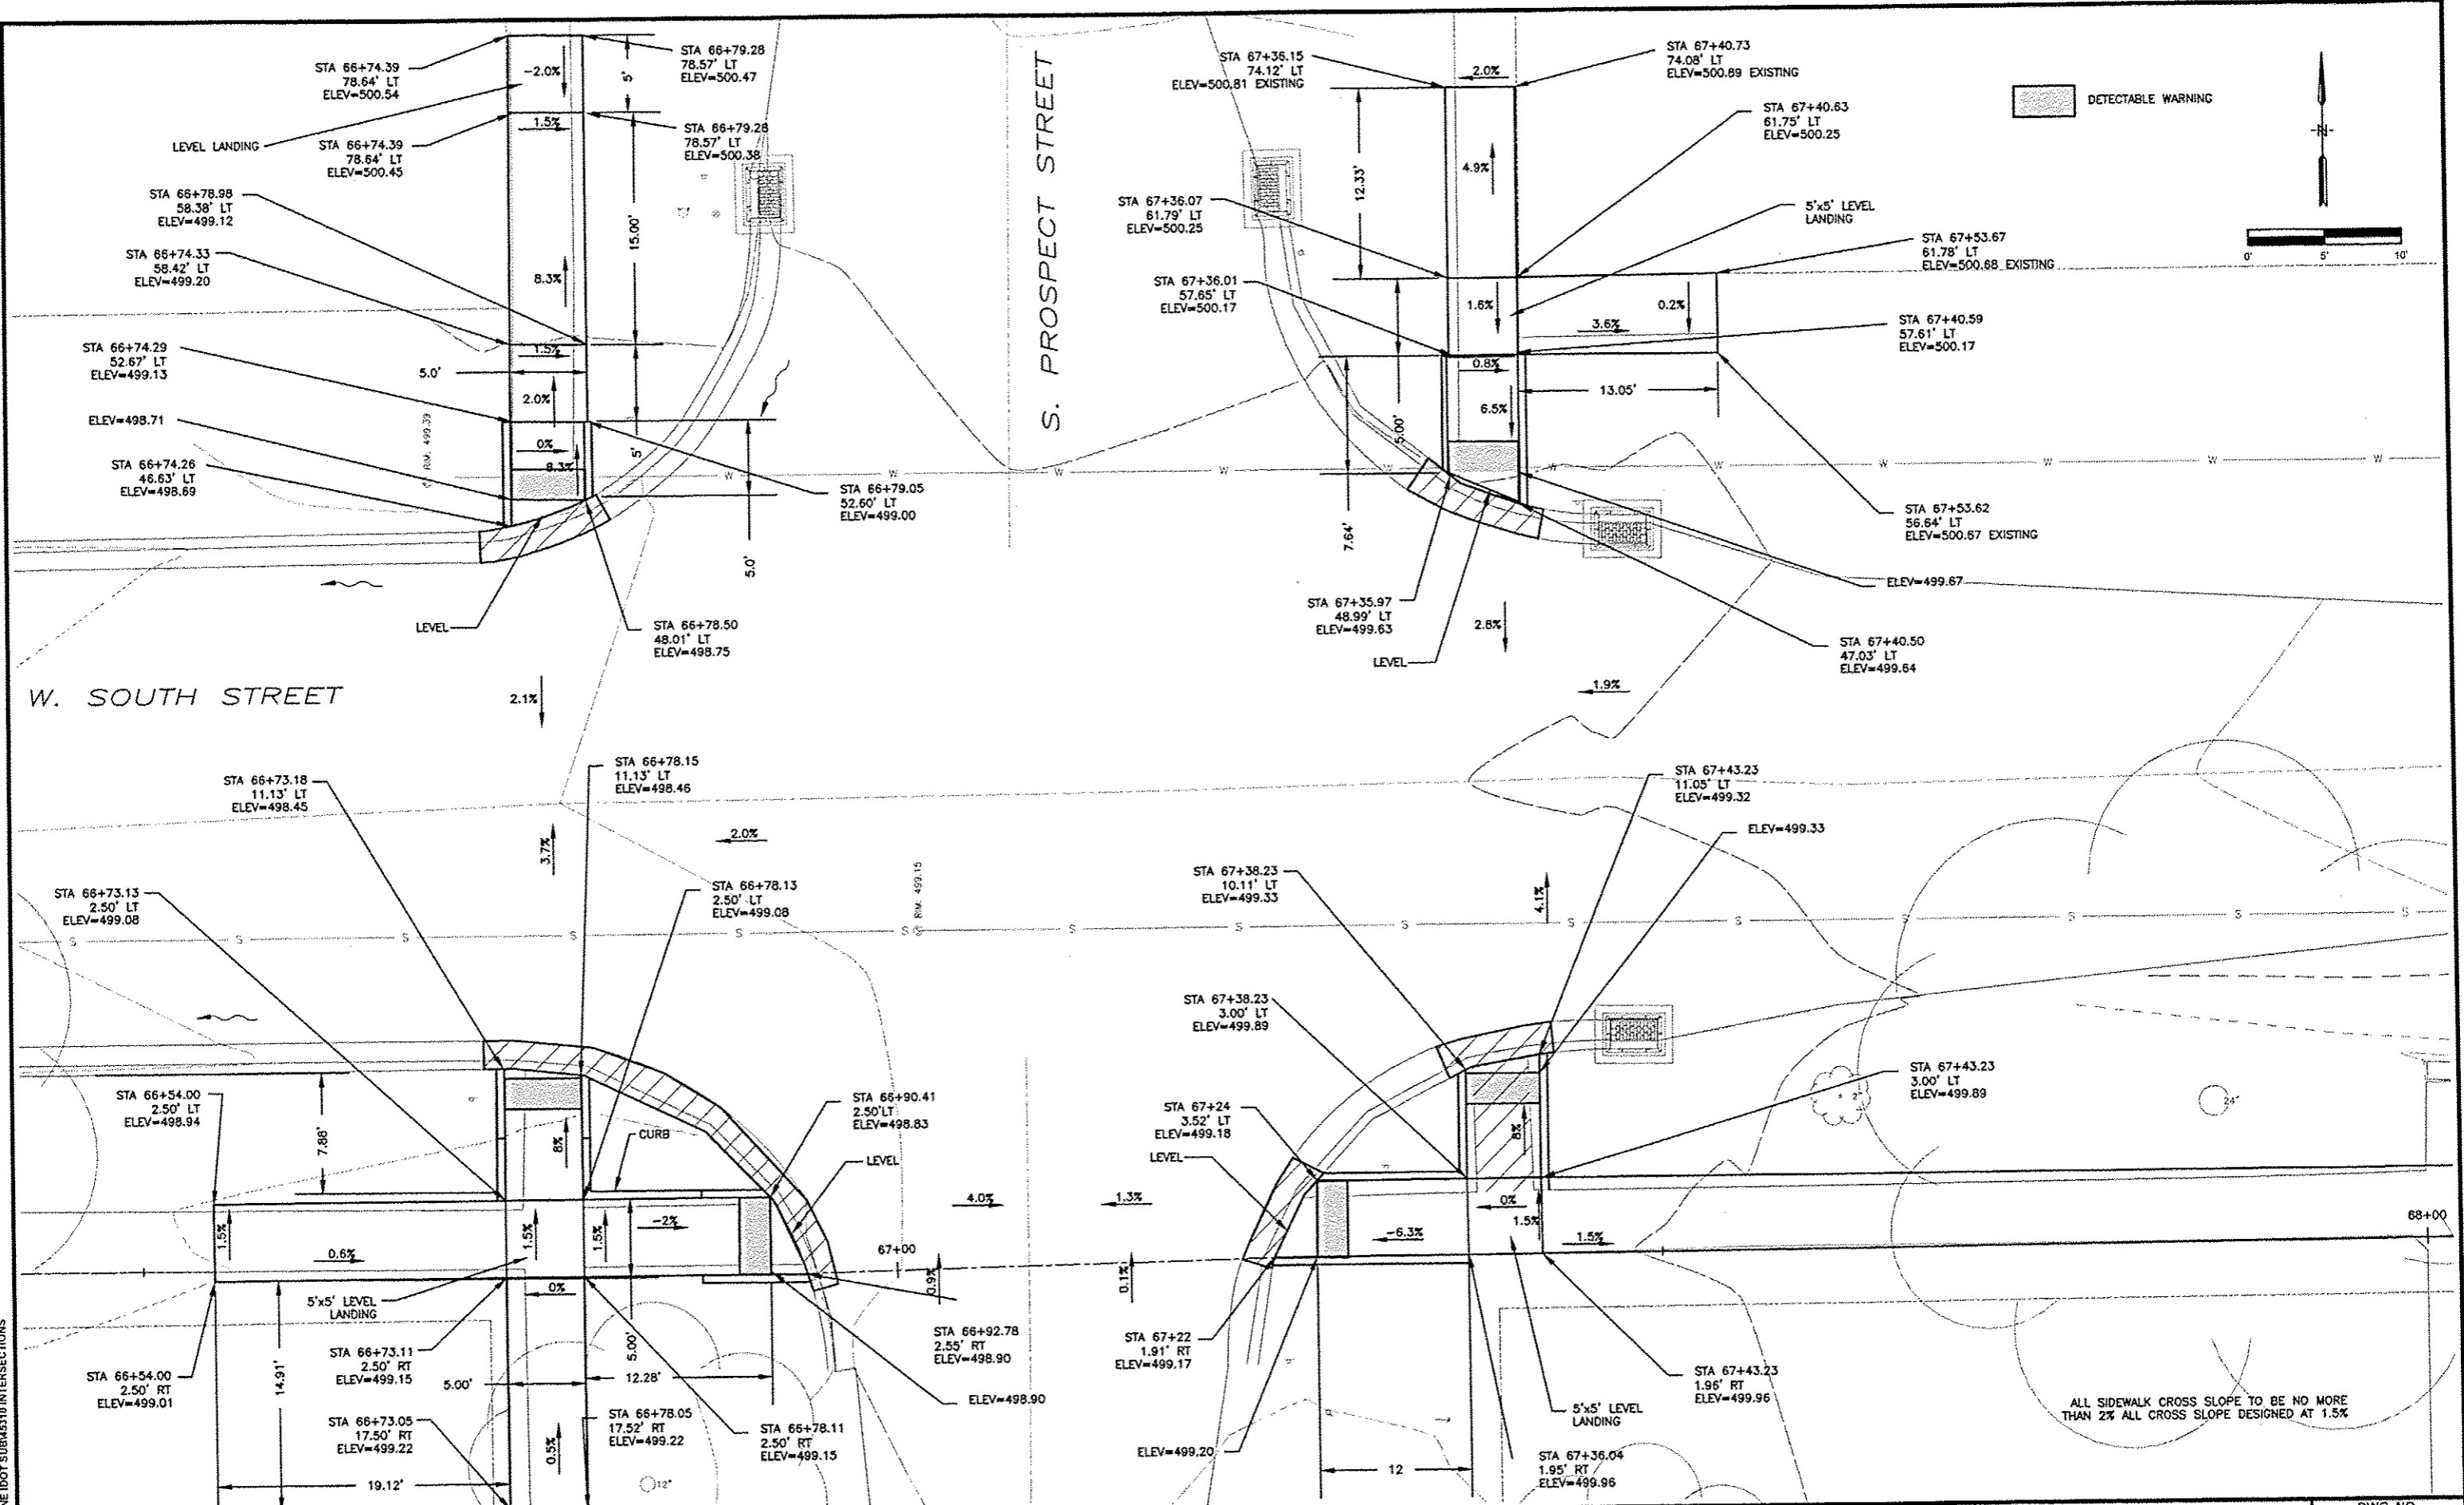 STA 66+74.39
78.64' LT
ELEV=500.54
-2.0%
5'
STA 66+79.28
78.57' LT
ELEV=500.47
LEVEL LANDING
1.5%
STA 66+74.39
78.64' LT
ELEV=500.45
STA 66+79.28
78.57' LT
ELEV=500.38
STA 66+78.98
58.38' LT
ELEV=499.12
15.00'
STA 66+74.33
58.42' LT
ELEV=499.20
8.3%
STA 66+74.29
52.67' LT
ELEV=499.13
1.5%
5.0'
2.0%
ELEV=498.71
RIM: 499.39
0%
5'
8.3%
STA 66+74.26
46.63' LT
ELEV=498.69
STA 66+79.05
52.60' LT
ELEV=499.00
5.0'
LEVEL
STA 66+78.50
48.01' LT
ELEV=498.75
S. PROSPECT STREET
STA 67+36.15
74.12' LT
ELEV=500.81 EXISTING
2.0%
STA 67+40.73
74.08' LT
ELEV=500.89 EXISTING
DETECTABLE WARNING
-N-
0' 5' 10'
STA 67+40.63
61.75' LT
ELEV=500.25
12.33'
4.9%
STA 67+36.07
61.79' LT
ELEV=500.25
5'x5' LEVEL
LANDING
STA 67+53.67
61.78' LT
ELEV=500.68 EXISTING
STA 67+36.01
57.65' LT
ELEV=500.17
1.6%
0.2%
3.6%
STA 67+40.59
57.61' LT
ELEV=500.17
0.8%
13.05'
6.5%
5.00'
W W W W W W W W W W
7.64'
STA 67+53.62
56.64' LT
ELEV=500.67 EXISTING
ELEV=499.67
STA 67+35.97
48.99' LT
ELEV=499.63
2.8%
LEVEL
STA 67+40.50
47.03' LT
ELEV=499.64
W. SOUTH STREET
2.1%
1.9%
STA 66+73.18
11.13' LT
ELEV=498.45
STA 66+78.15
11.13' LT
ELEV=498.46
STA 67+43.23
11.05' LT
ELEV=499.32
ELEV=499.33
3.7%
2.0%
STA 66+73.13
2.50' LT
ELEV=499.08
STA 66+78.13
2.50' LT
ELEV=499.08
RIM: 499.15
STA 67+38.23
10.11' LT
ELEV=499.33
4.1%
S S S S S S S S S S S S S S S
STA 67+38.23
3.00' LT
ELEV=499.89
STA 66+54.00
2.50' LT
ELEV=498.94
7.88'
8%
CURB
STA 66+90.41
2.50'LT
ELEV=498.83
LEVEL
STA 67+24
3.52' LT
ELEV=499.18
LEVEL
8%
STA 67+43.23
3.00' LT
ELEV=499.89
2"
24"
1.5%
0.6%
1.5%
1.5%
-2%
5.00'
67+00
4.0%
1.3%
0.9%
0.1%
-6.3%
0%
1.5%
1.5%
68+00
5'x5' LEVEL
LANDING
0%
STA 66+54.00
2.50' RT
ELEV=499.01
14.91'
STA 66+73.11
2.50' RT
ELEV=499.15
5.00'
12.28'
STA 66+92.78
2.55' RT
ELEV=498.90
ELEV=498.90
STA 66+73.05
17.50' RT
ELEV=499.22
0.5%
STA 66+78.05
17.52' RT
ELEV=499.22
STA 66+78.11
2.50' RT
ELEV=499.15
19.12'
12"
STA 67+22
1.91' RT
ELEV=499.17
ELEV=499.20
12
STA 67+36.04
1.95' RT
ELEV=499.96
5'x5' LEVEL
LANDING
STA 67+43.23
1.96' RT
ELEV=499.96
ALL SIDEWALK CROSS SLOPE TO BE NO MORE
THAN 2% ALL CROSS SLOPE DESIGNED AT 1.5%